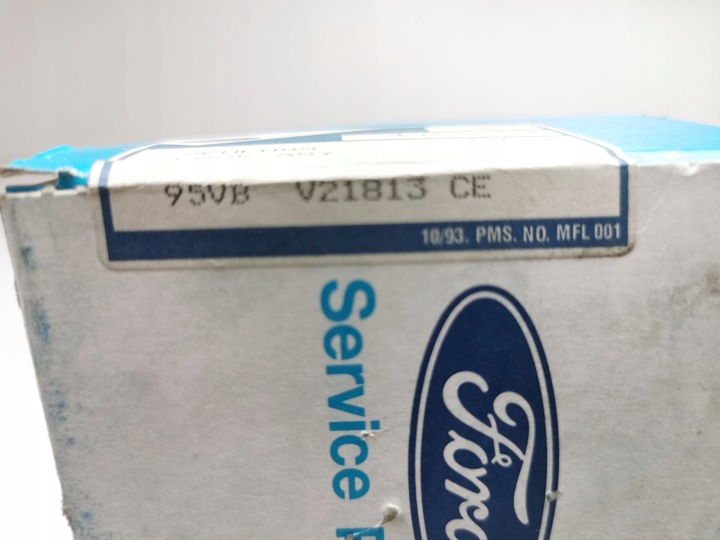 95VB V21813 CE
10/93. PMS. NO. MFL 001
Service
Ford